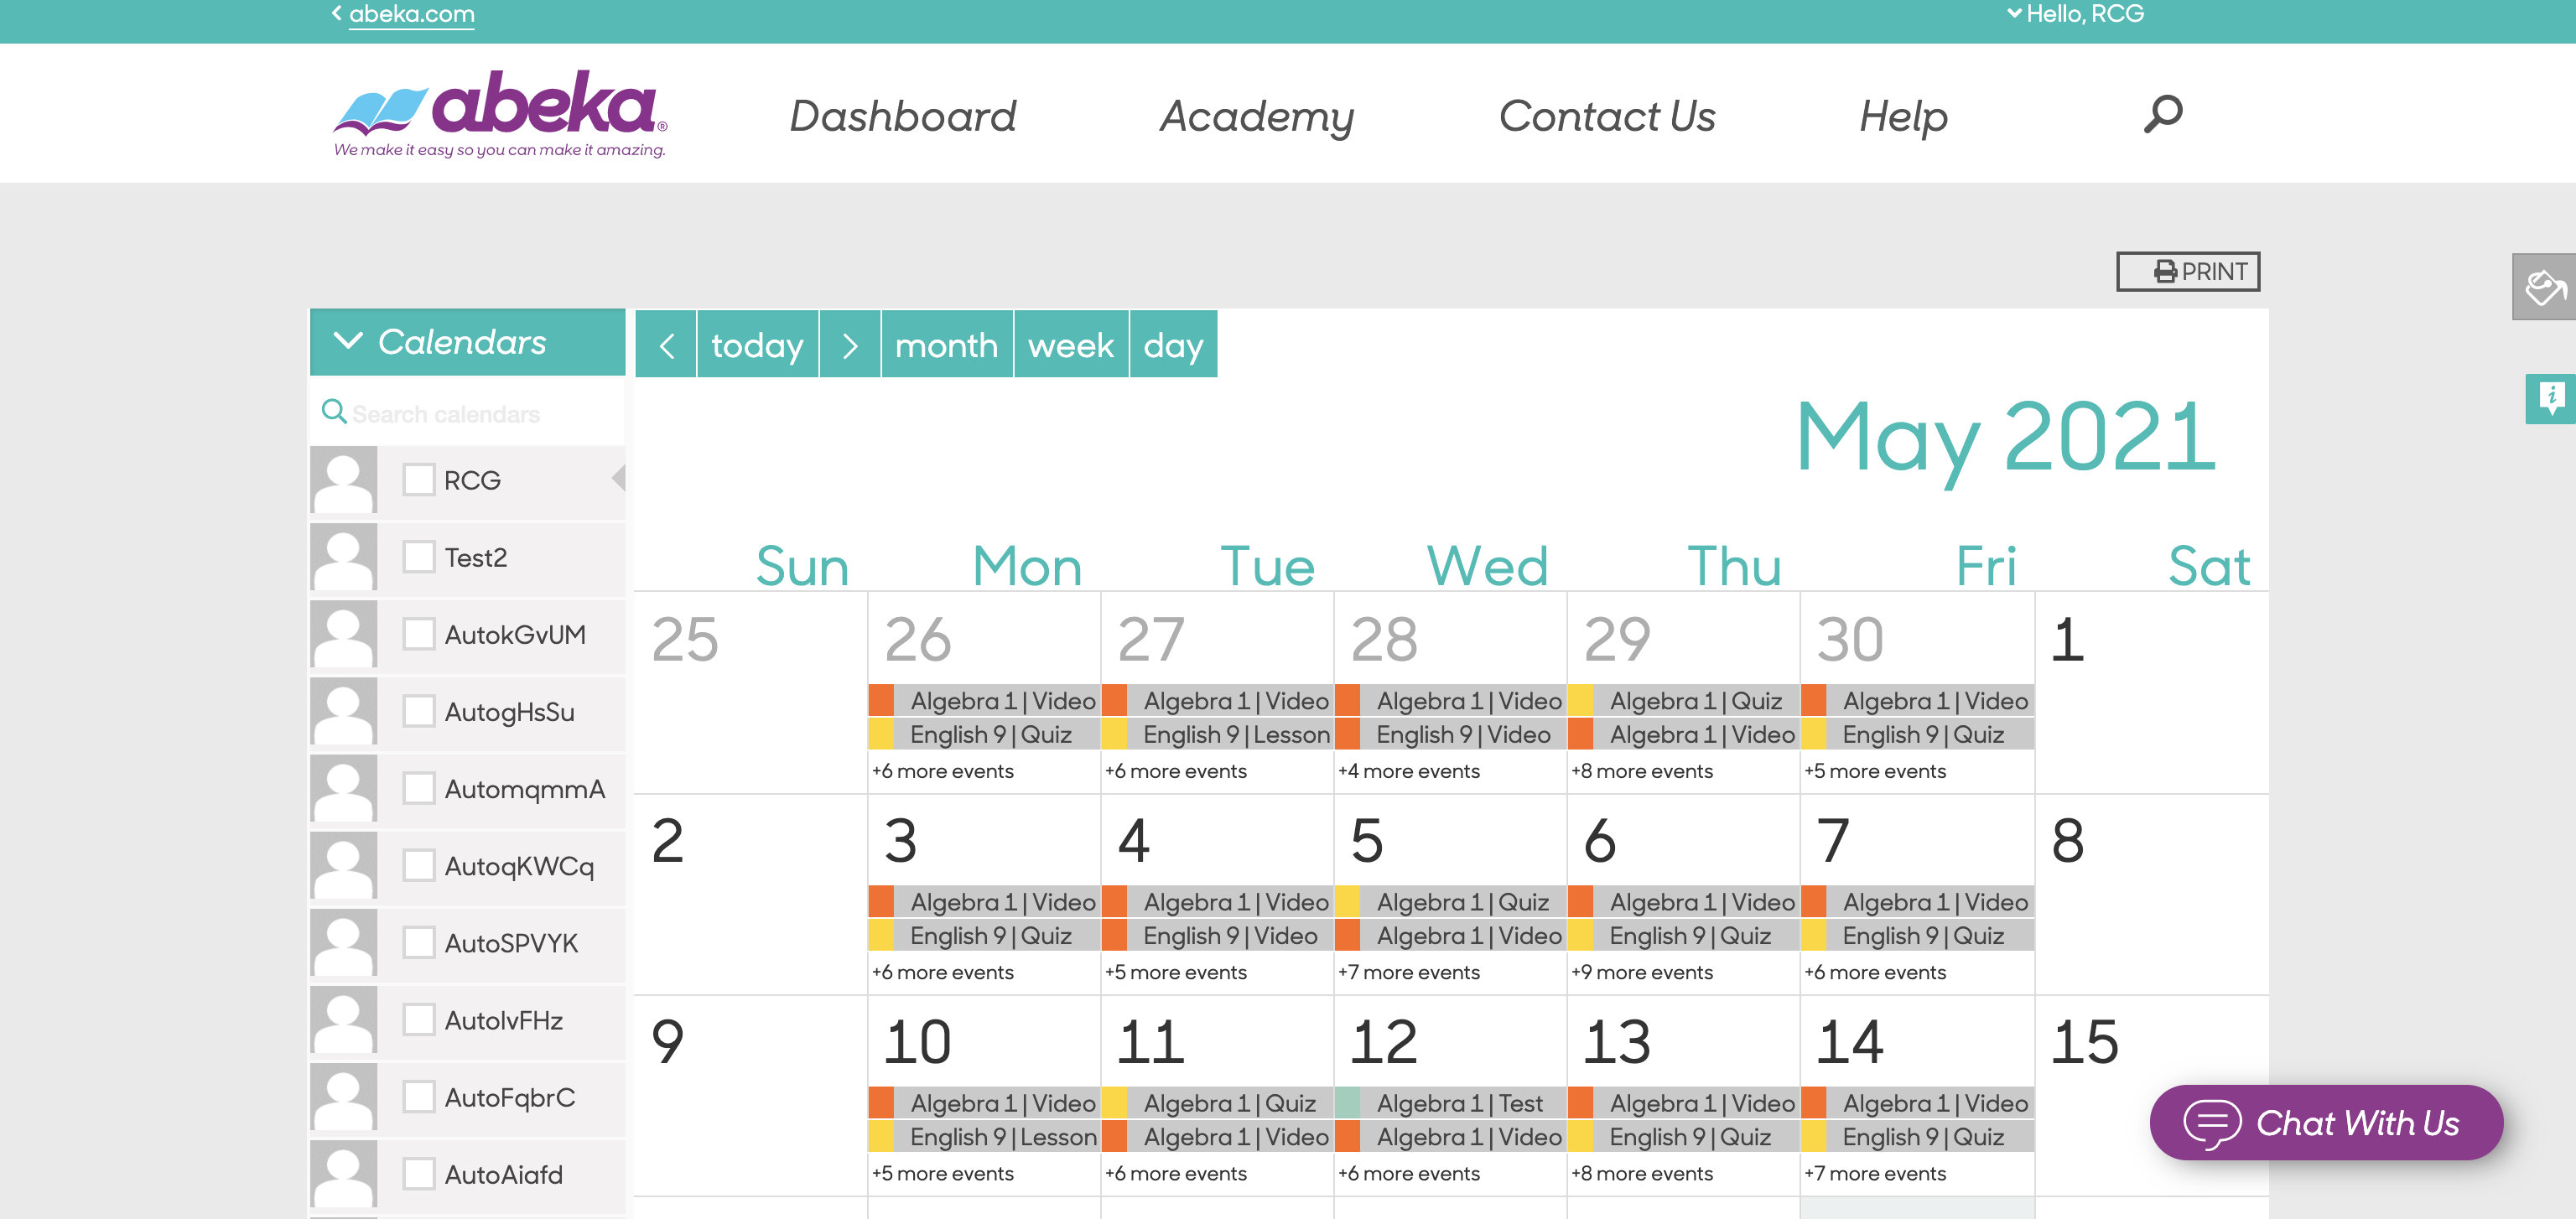 abeka.com
Hello, RCG
abeka®
We make it easy so you can make it amazing.
Dashboard
Academy
Contact Us
Help
PRINT
Calendars
today
month
week
day
Search calendars
RCG
Test2
AutokGvUM
AutogHsSu
AutomqmmA
AutoqKWCq
AutoSPVYK
AutoIvFHz
AutoFqbrC
AutoAiafd
May 2021
Sun Mon Tue Wed Thu Fri Sat
25 26 27 28 29 30 1
Algebra 1 | Video Algebra 1 | Video Algebra 1 | Video Algebra 1 | Quiz Algebra 1 | Video
English 9 | Quiz English 9 | Lesson English 9 | Video Algebra 1 | Video English 9 | Quiz
+6 more events +6 more events +4 more events +8 more events +5 more events
2 3 4 5 6 7 8
Algebra 1 | Video Algebra 1 | Video Algebra 1 | Quiz Algebra 1 | Video Algebra 1 | Video
English 9 | Quiz English 9 | Video Algebra 1 | Video English 9 | Quiz English 9 | Quiz
+6 more events +5 more events +7 more events +9 more events +6 more events
9 10 11 12 13 14 15
Algebra 1 | Video Algebra 1 | Quiz Algebra 1 | Test Algebra 1 | Video Algebra 1 | Video
English 9 | Lesson Algebra 1 | Video Algebra 1 | Video English 9 | Quiz English 9 | Quiz
+5 more events +6 more events +6 more events +8 more events +7 more events
Chat With Us